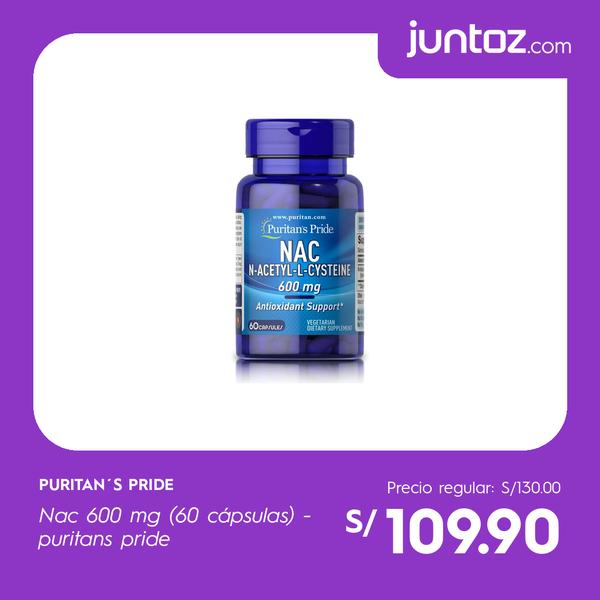 juntoz.com
www.puritan.com
Puritan's Pride
NAC
N-ACETYL-L-CYSTEINE
600 mg
Antioxidant Support*
60 CAPSULES
VEGETARIAN
DIETARY SUPPLEMENT
PURITAN´S PRIDE
Nac 600 mg (60 cápsulas) -
puritans pride
Precio regular: S/130.00
S/ 109.90